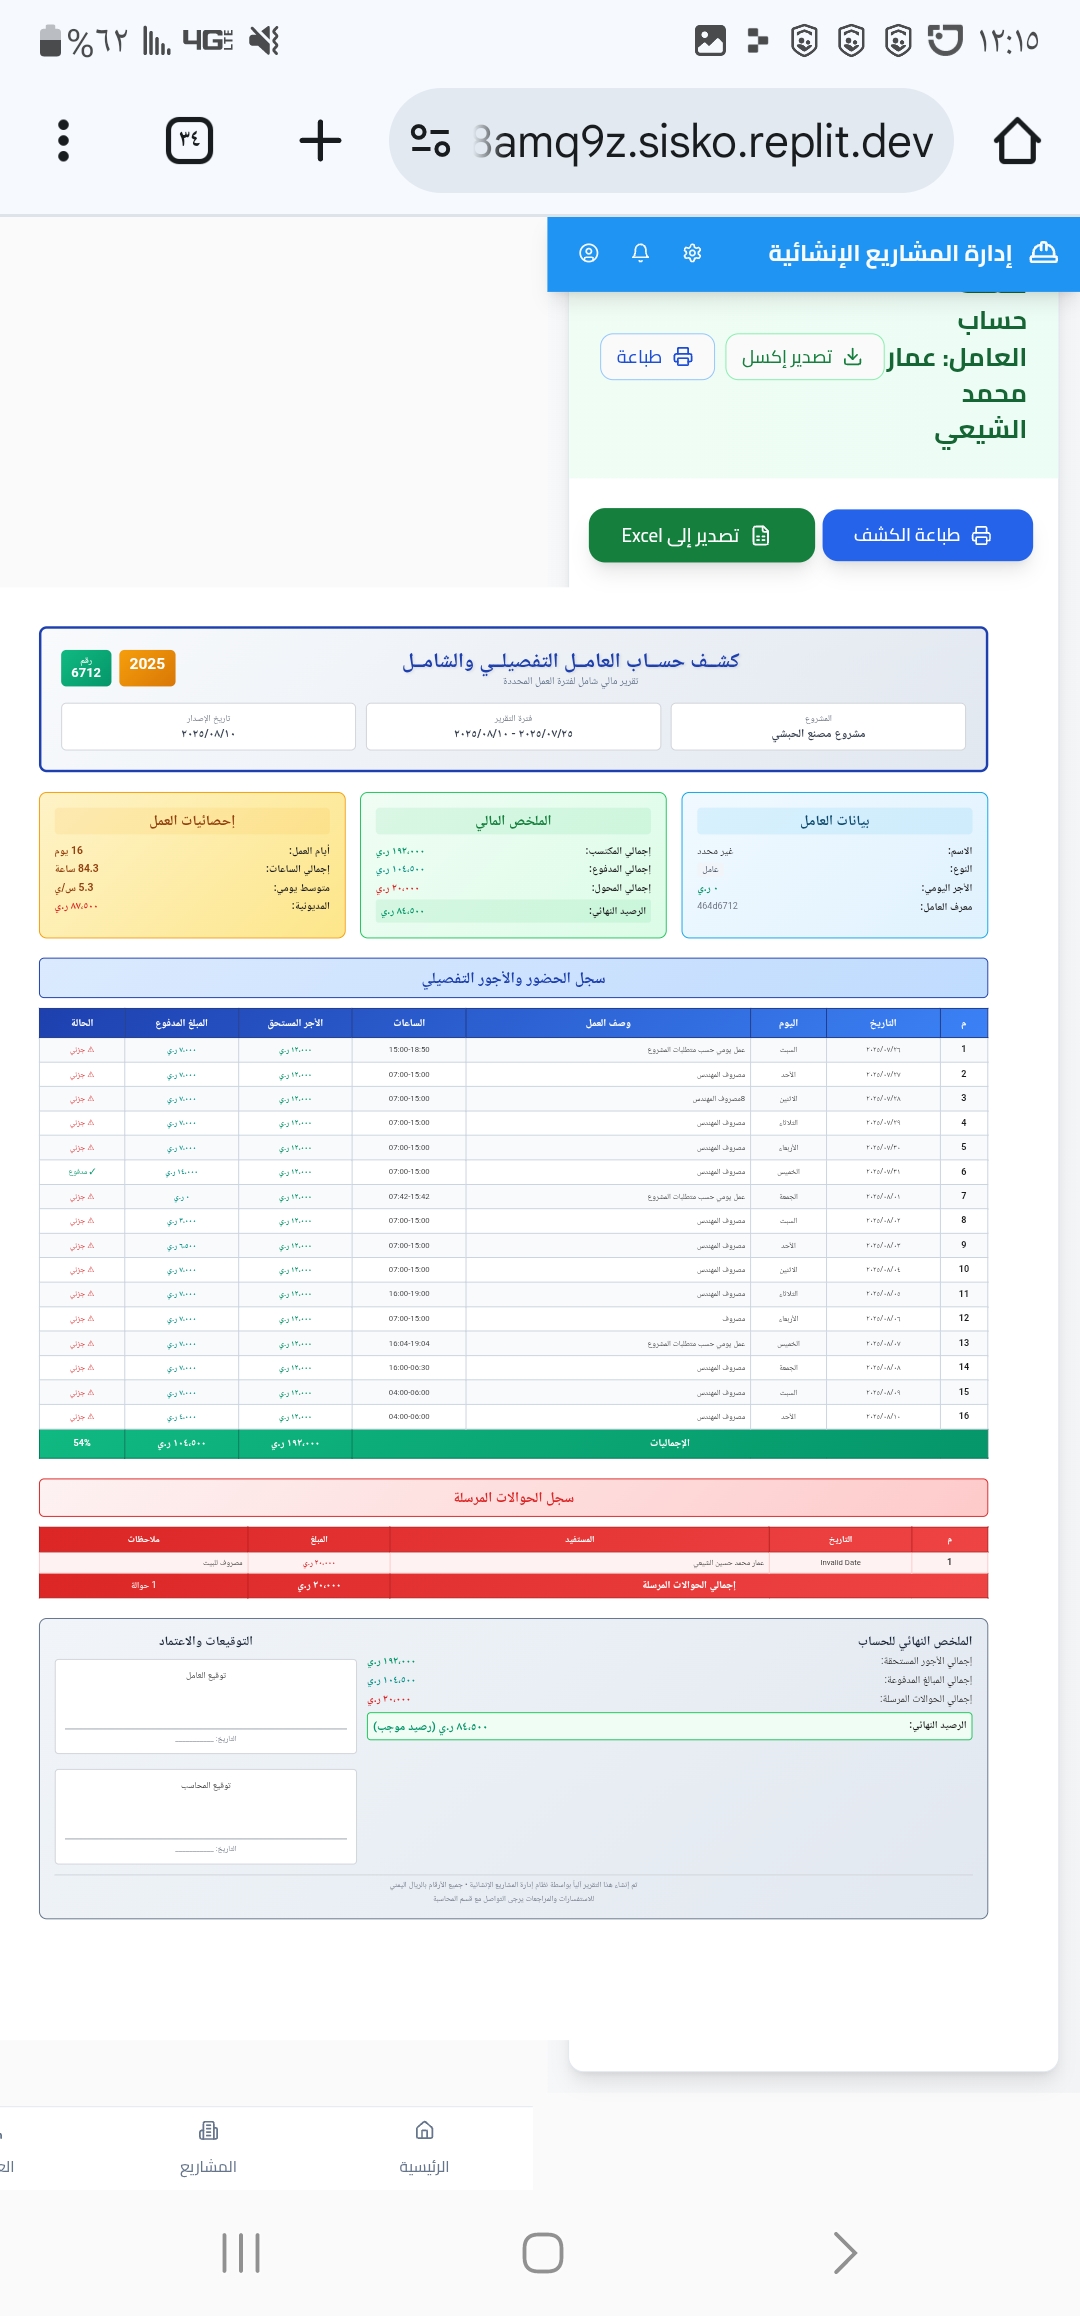 ١٢:١٥
4G LTE
%٦٢
8amq9z.sisko.replit.dev
٣٤
إدارة المشاريع الإنشائية
حساب
العامل: عمار
محمد
الشيعي
تصدير إكسل
طباعة
طباعة الكشف
تصدير إلى Excel
كشــف حســاب العامــل التفصيلــي والشامــل
تقرير مالي شامل لفترة العمل المحددة
2025
رقم
6712
المشروع
مشروع مصنع الحبشي
فترة التقرير
٢٠٢٥/٠٧/٢٥ - ٢٠٢٥/٠٨/١٠
تاريخ الإصدار
٢٠٢٥/٠٨/١٠
بيانات العامل
الاسم: غير محدد
النوع: عامل
الأجر اليومي: ٠ ر.ي
معرف العامل: 464d6712
الملخص المالي
إجمالي المكتسب: ١٩٢،٠٠٠ ر.ي
إجمالي المدفوع: ١٠٤،٥٠٠ ر.ي
إجمالي المحول: ٢٠،٠٠٠ ر.ي
الرصيد النهائي: ٨٤،٥٠٠ ر.ي
إحصائيات العمل
أيام العمل: 16 يوم
إجمالي الساعات: 84.3 ساعة
متوسط يومي: 5.3 س/ي
المديونية: ٨٧،٥٠٠ ر.ي
سجل الحضور والأجور التفصيلي
م التاريخ اليوم وصف العمل الساعات الأجر المستحق المبلغ المدفوع الحالة
1 ٢٠٢٥/٠٧/٢٦ السبت عمل يومي حسب متطلبات المشروع 15:00-18:50 ١٢،٠٠٠ ر.ي ٧،٠٠٠ ر.ي ⚠ جزئي
2 ٢٠٢٥/٠٧/٢٧ الأحد مصروف المهندس 07:00-15:00 ١٢،٠٠٠ ر.ي ٧،٠٠٠ ر.ي ⚠ جزئي
3 ٢٠٢٥/٠٧/٢٨ الاثنين 8مصروف المهندس 07:00-15:00 ١٢،٠٠٠ ر.ي ٧،٠٠٠ ر.ي ⚠ جزئي
4 ٢٠٢٥/٠٧/٢٩ الثلاثاء مصروف المهندس 07:00-15:00 ١٢،٠٠٠ ر.ي ٧،٠٠٠ ر.ي ⚠ جزئي
5 ٢٠٢٥/٠٧/٣٠ الأربعاء مصروف المهندس 07:00-15:00 ١٢،٠٠٠ ر.ي ٧،٠٠٠ ر.ي ⚠ جزئي
6 ٢٠٢٥/٠٧/٣١ الخميس مصروف المهندس 07:00-15:00 ١٢،٠٠٠ ر.ي ١٤،٠٠٠ ر.ي ✓ مدفوع
7 ٢٠٢٥/٠٨/٠١ الجمعة عمل يومي حسب متطلبات المشروع 07:42-15:42 ١٢،٠٠٠ ر.ي ٠ ر.ي ⚠ جزئي
8 ٢٠٢٥/٠٨/٠٢ السبت مصروف المهندس 07:00-15:00 ١٢،٠٠٠ ر.ي ٣،٠٠٠ ر.ي ⚠ جزئي
9 ٢٠٢٥/٠٨/٠٣ الأحد مصروف المهندس 07:00-15:00 ١٢،٠٠٠ ر.ي ٦،٥٠٠ ر.ي ⚠ جزئي
10 ٢٠٢٥/٠٨/٠٤ الاثنين مصروف المهندس 07:00-15:00 ١٢،٠٠٠ ر.ي ٧،٠٠٠ ر.ي ⚠ جزئي
11 ٢٠٢٥/٠٨/٠٥ الثلاثاء مصروف المهندس 16:00-19:00 ١٢،٠٠٠ ر.ي ٧،٠٠٠ ر.ي ⚠ جزئي
12 ٢٠٢٥/٠٨/٠٦ الأربعاء مصروف 07:00-15:00 ١٢،٠٠٠ ر.ي ٧،٠٠٠ ر.ي ⚠ جزئي
13 ٢٠٢٥/٠٨/٠٧ الخميس عمل يومي حسب متطلبات المشروع 16:04-19:04 ١٢،٠٠٠ ر.ي ٧،٠٠٠ ر.ي ⚠ جزئي
14 ٢٠٢٥/٠٨/٠٨ الجمعة مصروف المهندس 16:00-06:30 ١٢،٠٠٠ ر.ي ٧،٠٠٠ ر.ي ⚠ جزئي
15 ٢٠٢٥/٠٨/٠٩ السبت مصروف المهندس 04:00-06:00 ١٢،٠٠٠ ر.ي ٧،٠٠٠ ر.ي ⚠ جزئي
16 ٢٠٢٥/٠٨/١٠ الأحد مصروف المهندس 04:00-06:00 ١٢،٠٠٠ ر.ي ٤،٠٠٠ ر.ي ⚠ جزئي
الإجماليات ١٩٢،٠٠٠ ر.ي ١٠٤،٥٠٠ ر.ي 54%
سجل الحوالات المرسلة
م التاريخ المستفيد المبلغ ملاحظات
1 Invalid Date عمار محمد حسين الشيعي ٢٠،٠٠٠ ر.ي مصروف للبيت
إجمالي الحوالات المرسلة ٢٠،٠٠٠ ر.ي 1 حوالة
الملخص النهائي للحساب
إجمالي الأجور المستحقة: ١٩٢،٠٠٠ ر.ي
إجمالي المبالغ المدفوعة: ١٠٤،٥٠٠ ر.ي
إجمالي الحوالات المرسلة: ٢٠،٠٠٠ ر.ي
الرصيد النهائي: ٨٤،٥٠٠ ر.ي (رصيد موجب)
التوقيعات والاعتماد
توقيع العامل
التاريخ: __________
توقيع المحاسب
التاريخ: __________
تم إنشاء هذا التقرير آلياً بواسطة نظام إدارة المشاريع الإنشائية • جميع الأرقام بالريال اليمني
للاستفسارات والمراجعات يرجى التواصل مع قسم المحاسبة
الرئيسية
المشاريع